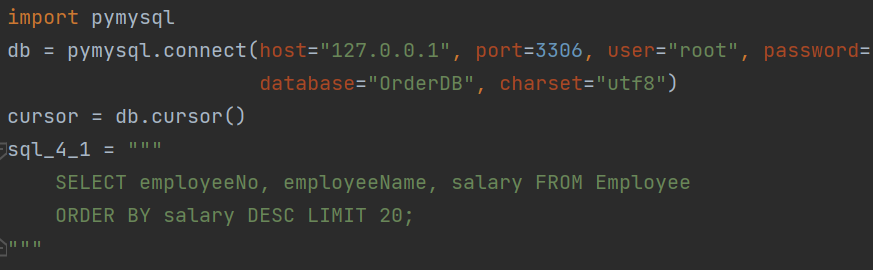 import pymysql
db = pymysql.connect(host="127.0.0.1", port=3306, user="root", password=
database="OrderDB", charset="utf8")
cursor = db.cursor()
sql_4_1 = """
SELECT employeeNo, employeeName, salary FROM Employee
ORDER BY salary DESC LIMIT 20;
"""